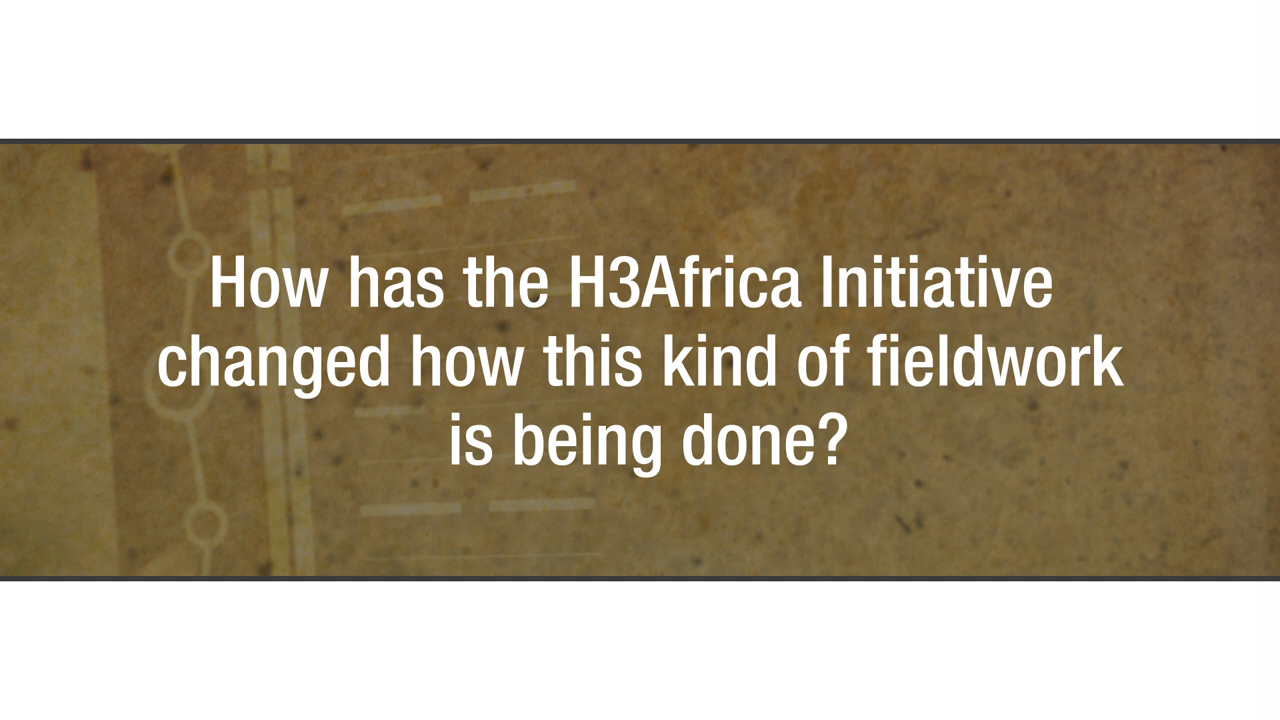 How has the H3Africa Initiative
changed how this kind of fieldwork
is being done?